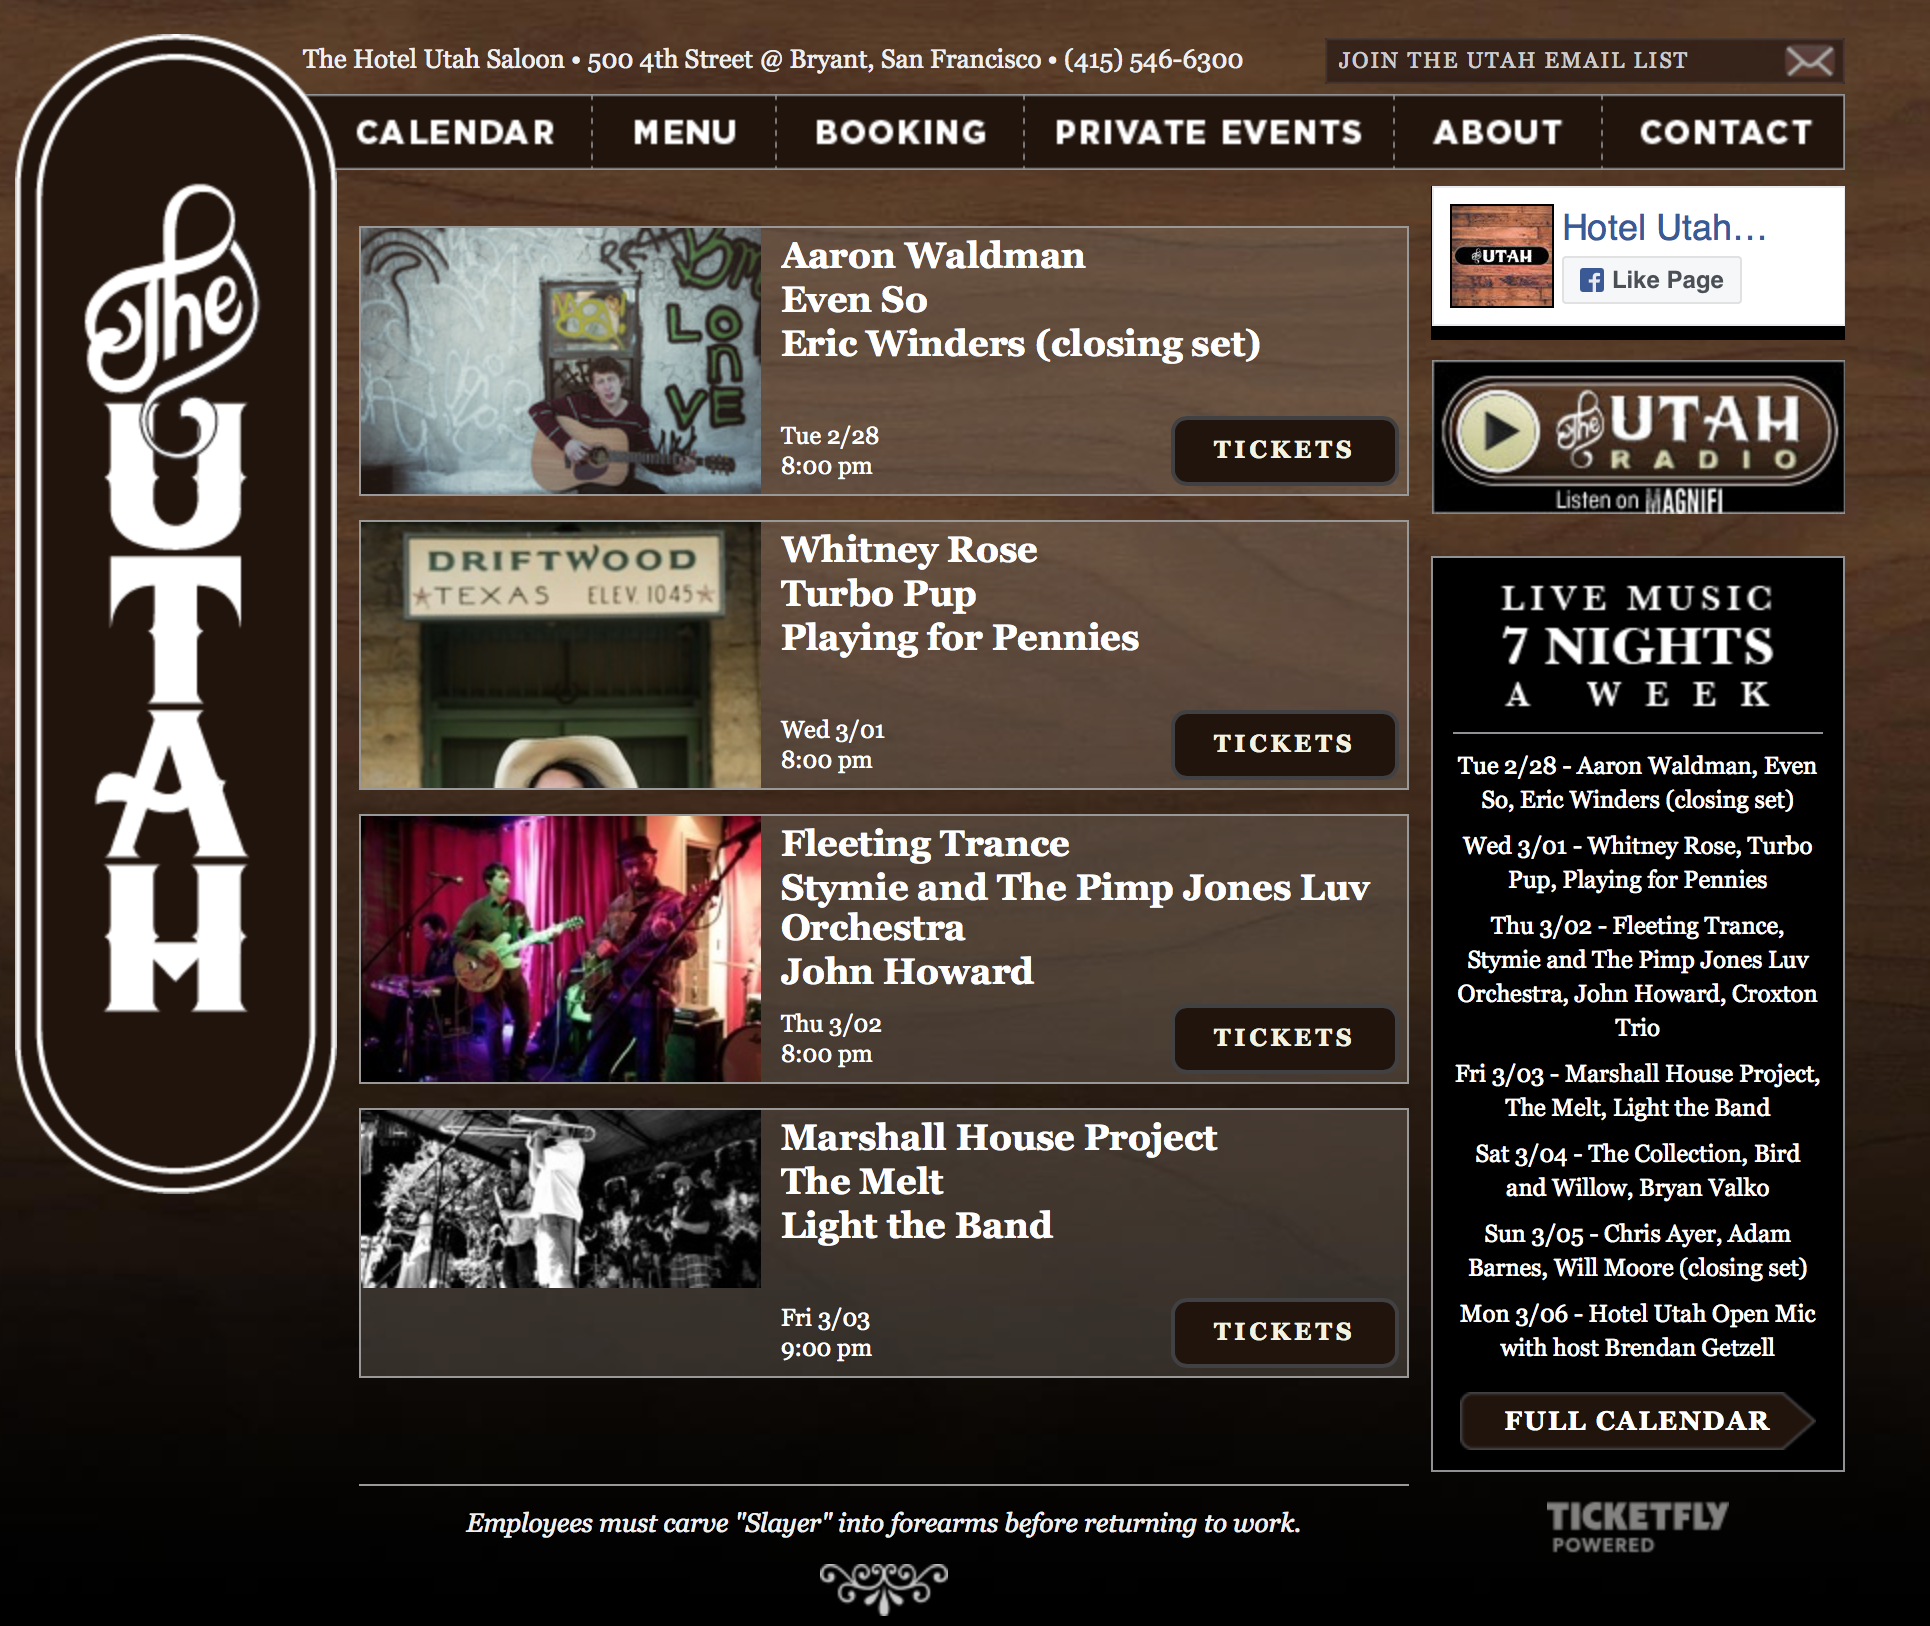 The Hotel Utah Saloon • 500 4th Street @ Bryant, San Francisco • (415) 546-6300
JOIN THE UTAH EMAIL LIST
CALENDAR
MENU
BOOKING
PRIVATE EVENTS
ABOUT
CONTACT
The
UTAH
Aaron Waldman
Even So
Eric Winders (closing set)
Tue 2/28
8:00 pm
TICKETS
LOVE
LONE
DRIFTWOOD
TEXAS ELEV. 1045
Whitney Rose
Turbo Pup
Playing for Pennies
Wed 3/01
8:00 pm
TICKETS
Fleeting Trance
Stymie and The Pimp Jones Luv
Orchestra
John Howard
Thu 3/02
8:00 pm
TICKETS
Marshall House Project
The Melt
Light the Band
Fri 3/03
9:00 pm
TICKETS
The UTAH
Hotel Utah...
Like Page
The UTAH
RADIO
Listen on MAGNIFI
LIVE MUSIC
7 NIGHTS
A WEEK
Tue 2/28 - Aaron Waldman, Even
So, Eric Winders (closing set)
Wed 3/01 - Whitney Rose, Turbo
Pup, Playing for Pennies
Thu 3/02 - Fleeting Trance,
Stymie and The Pimp Jones Luv
Orchestra, John Howard, Croxton
Trio
Fri 3/03 - Marshall House Project,
The Melt, Light the Band
Sat 3/04 - The Collection, Bird
and Willow, Bryan Valko
Sun 3/05 - Chris Ayer, Adam
Barnes, Will Moore (closing set)
Mon 3/06 - Hotel Utah Open Mic
with host Brendan Getzell
FULL CALENDAR
Employees must carve "Slayer" into forearms before returning to work.
TICKETFLY
POWERED